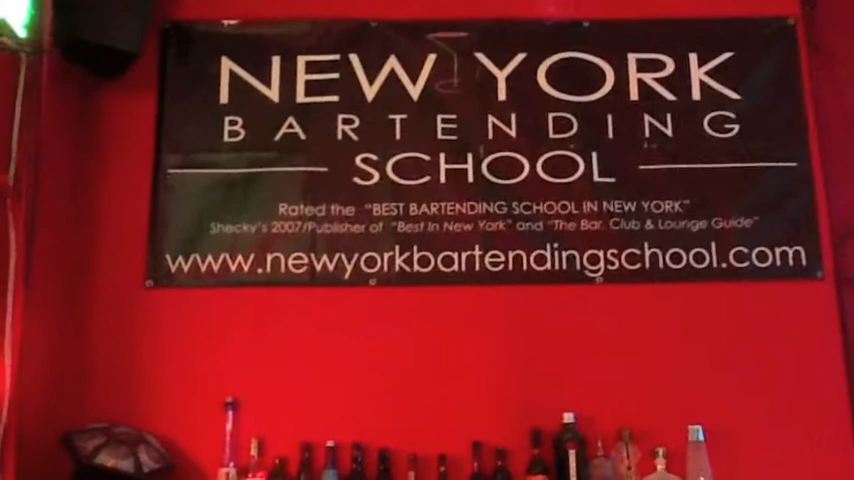 NEW YORK
BARTENDING
SCHOOL
Rated the "BEST BARTENDING SCHOOL IN NEW YORK"
SHECKY'S 2007/PUBLISHER OF "BEST IN NEW YORK" AND "THE BAR, CLUB & LOUNGE GUIDE"
www.newyorkbartendingschool.com